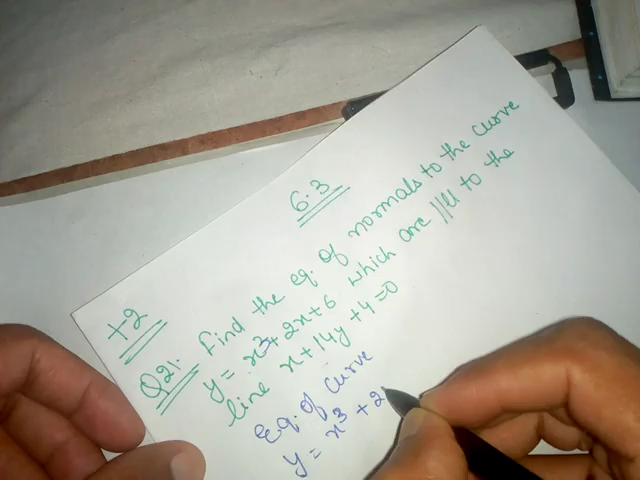 6.3
+2
Q21. Find the eq. of normals to the curve
y = x³+2x+6 which are ||el to the
line x+14y+4=0
Eq. of curve
y = x³+2